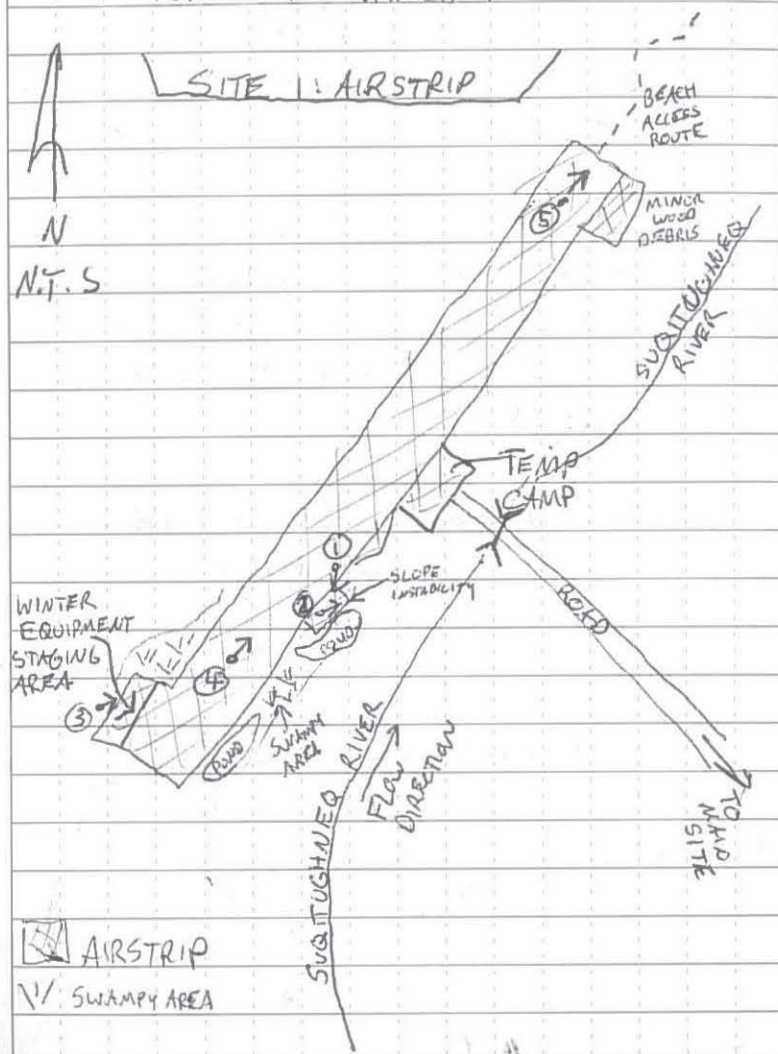 SITE 1: AIRSTRIP
N
N.T.S
BEACH
ACCESS
ROUTE
5
MINOR
WOOD
DEBRIS
SUQITUGHNEQ
RIVER
TEMP
CAMP
1
2
SLOPE
INSTABILITY
POND
ROAD
WINTER
EQUIPMENT
STAGING
AREA
4
3
POND
SWAMPY
AREA
SUQITUGHNEQ RIVER
FLOW
DIRECTION
TO
SITE
AIRSTRIP
SWAMPY AREA